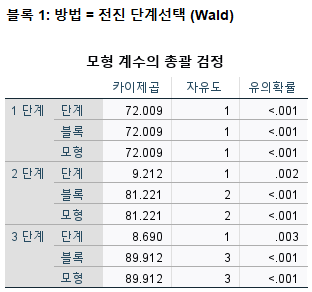 블록 1: 방법 = 전진 단계선택 (Wald)
모형 계수의 총괄 검정
카이제곱 자유도 유의확률
1 단계 단계 72.009 1 <.001
블록 72.009 1 <.001
모형 72.009 1 <.001
2 단계 단계 9.212 1 .002
블록 81.221 2 <.001
모형 81.221 2 <.001
3 단계 단계 8.690 1 .003
블록 89.912 3 <.001
모형 89.912 3 <.001